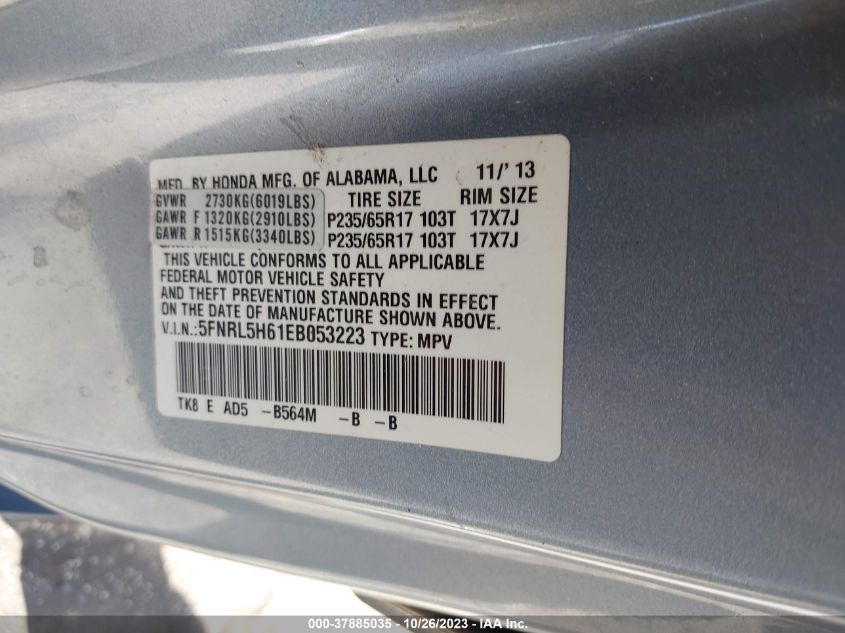 MFD. BY HONDA MFG. OF ALABAMA, LLC 11/' 13
GVWR 2730KG(6019LBS) TIRE SIZE RIM SIZE
GAWR F 1320KG(2910LBS) P235/65R17 103T 17X7J
GAWR R 1515KG(3340LBS) P235/65R17 103T 17X7J
THIS VEHICLE CONFORMS TO ALL APPLICABLE
FEDERAL MOTOR VEHICLE SAFETY
AND THEFT PREVENTION STANDARDS IN EFFECT
ON THE DATE OF MANUFACTURE SHOWN ABOVE.
V.I.N.:5FNRL5H61EB053223 TYPE: MPV
TK8 E AD5 -B564M -B -B
000-37885035 - 10/26/2023 - IAA Inc.